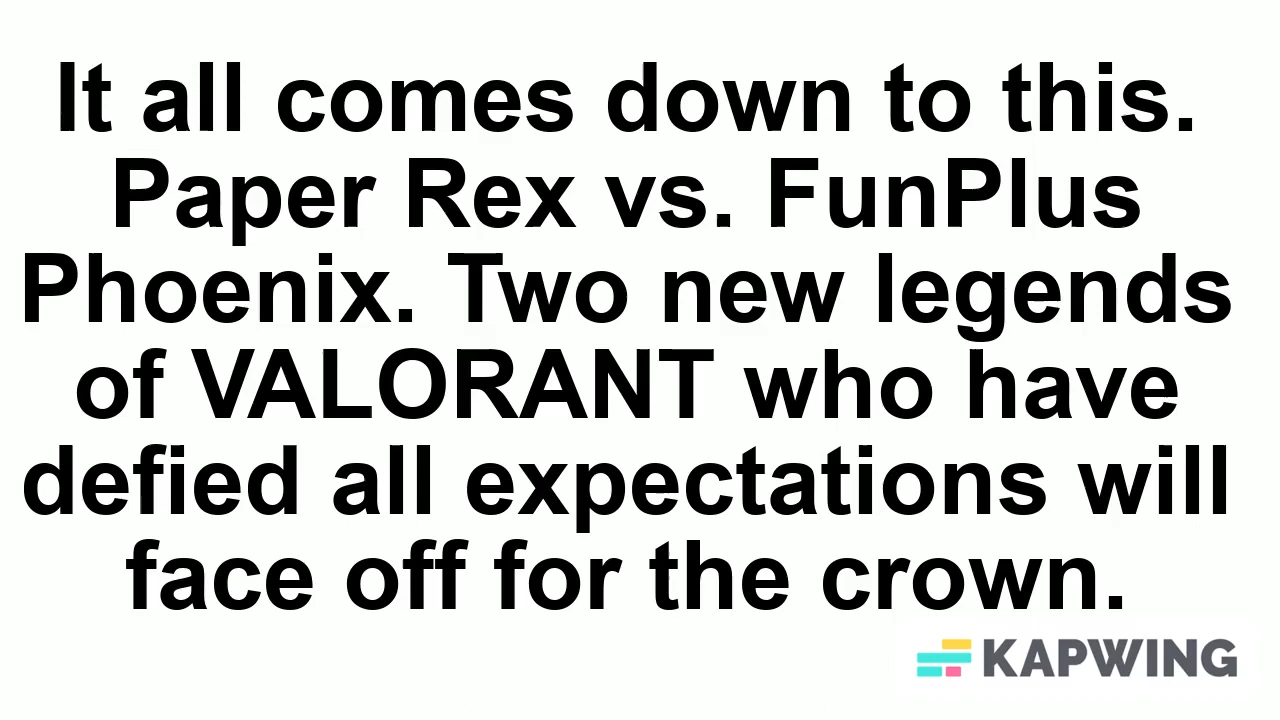 It all comes down to this.
Paper Rex vs. FunPlus
Phoenix. Two new legends
of VALORANT who have
defied all expectations will
face off for the crown.
KAPWING